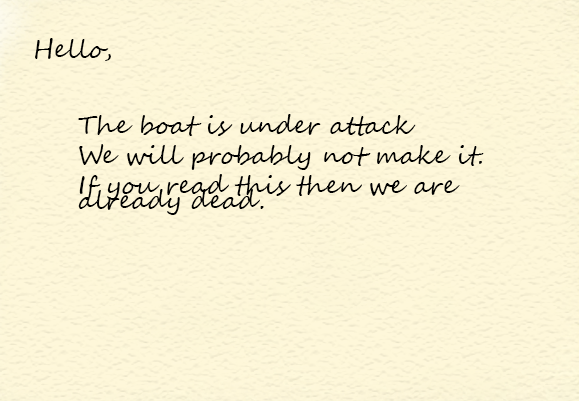 Hello,
The boat is under attack
We will probably not make it.
If you read this then we are
already dead.